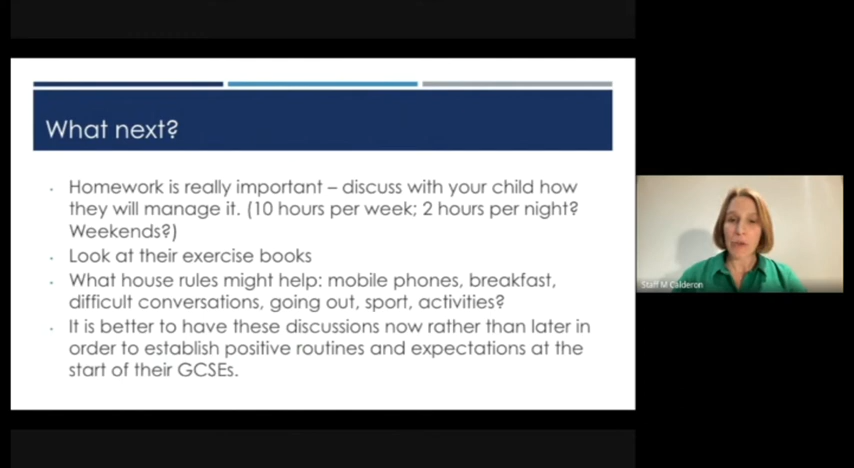 What next?
Homework is really important – discuss with your child how
they will manage it. (10 hours per week; 2 hours per night?
Weekends?)
Look at their exercise books
What house rules might help: mobile phones, breakfast,
difficult conversations, going out, sport, activities?
It is better to have these discussions now rather than later in
order to establish positive routines and expectations at the
start of their GCSEs.
Staff M Calderon